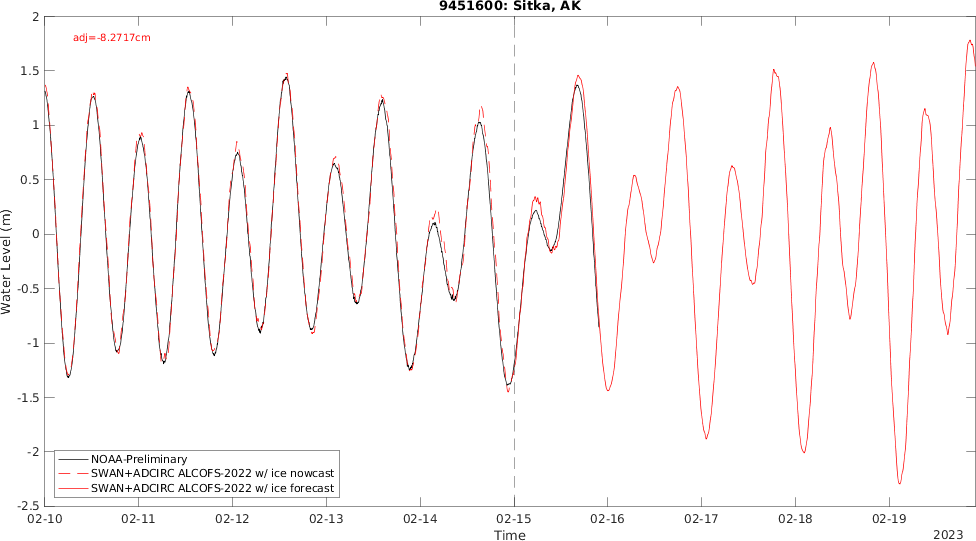 9451600: Sitka, AK
adj=-8.2717cm
Water Level (m)
2
1.5
1
0.5
0
-0.5
-1
-1.5
-2
-2.5
NOAA-Preliminary
SWAN+ADCIRC ALCOFS-2022 w/ ice nowcast
SWAN+ADCIRC ALCOFS-2022 w/ ice forecast
02-10 02-11 02-12 02-13 02-14 02-15 02-16 02-17 02-18 02-19
Time
2023